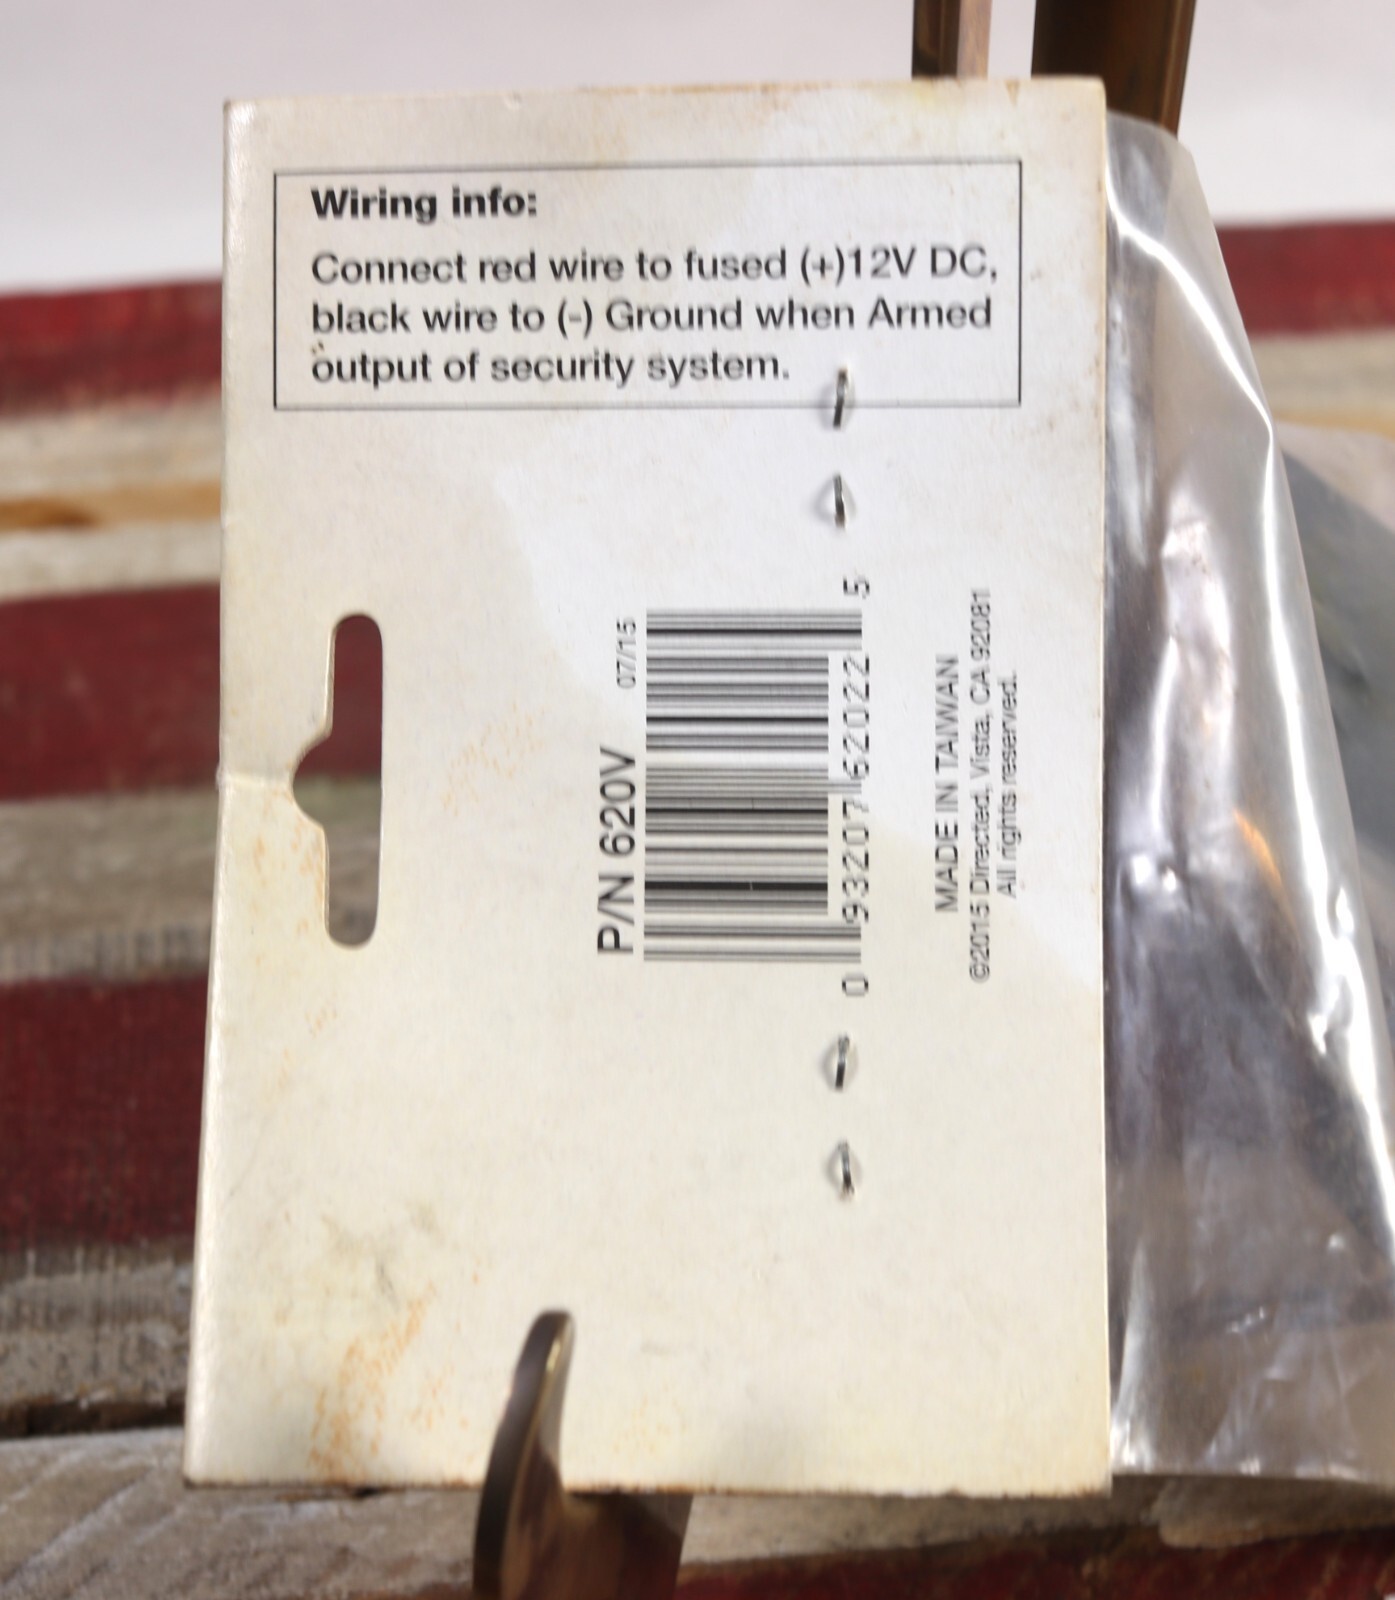 Wiring info:
Connect red wire to fused (+)12V DC,
black wire to (-) Ground when Armed
output of security system.
P/N 620V
07/15
0 93207 62022 5
MADE IN TAIWAN
©2015 Directed, Vista, CA 92081
All rights reserved.